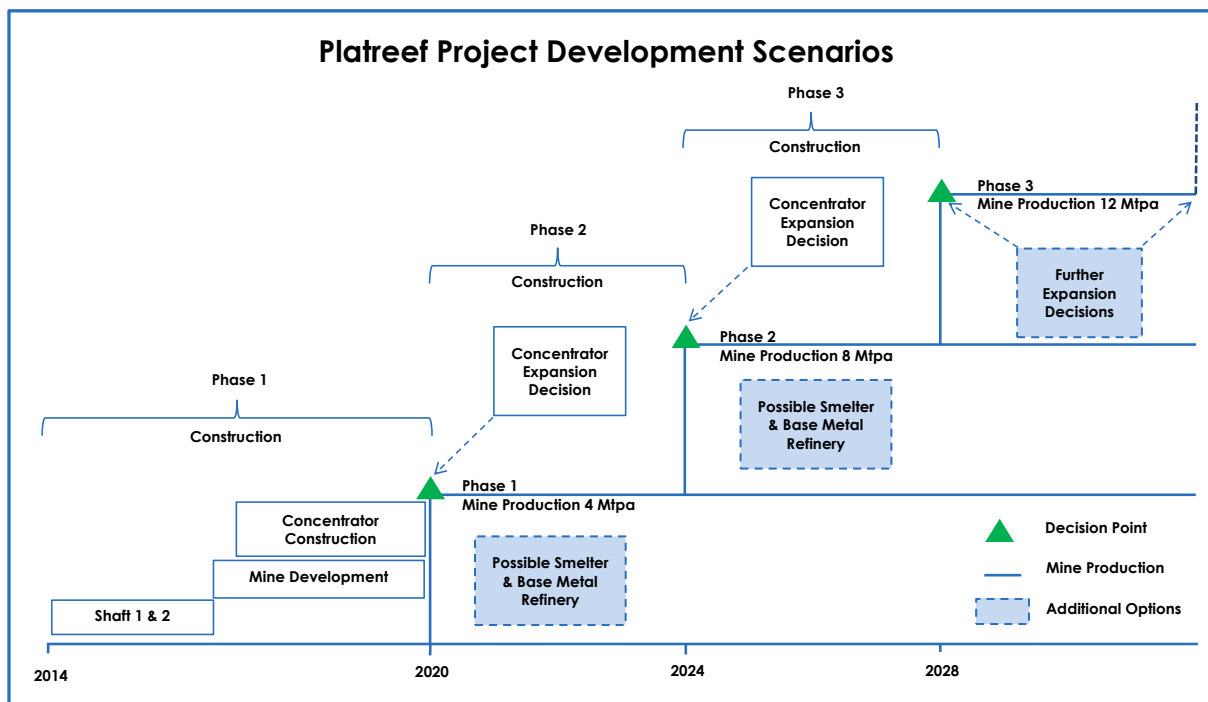 Platreef Project Development Scenarios
Phase 3
Construction
Concentrator
Expansion
Decision
Phase 3
Mine Production 12 Mtpa
Further
Expansion
Decisions
Phase 2
Construction
Concentrator
Expansion
Decision
Phase 2
Mine Production 8 Mtpa
Possible Smelter
& Base Metal
Refinery
Phase 1
Construction
Phase 1
Mine Production 4 Mtpa
Concentrator
Construction
Mine Development
Shaft 1 & 2
Possible Smelter
& Base Metal
Refinery
Decision Point
Mine Production
Additional Options
2014
2020
2024
2028